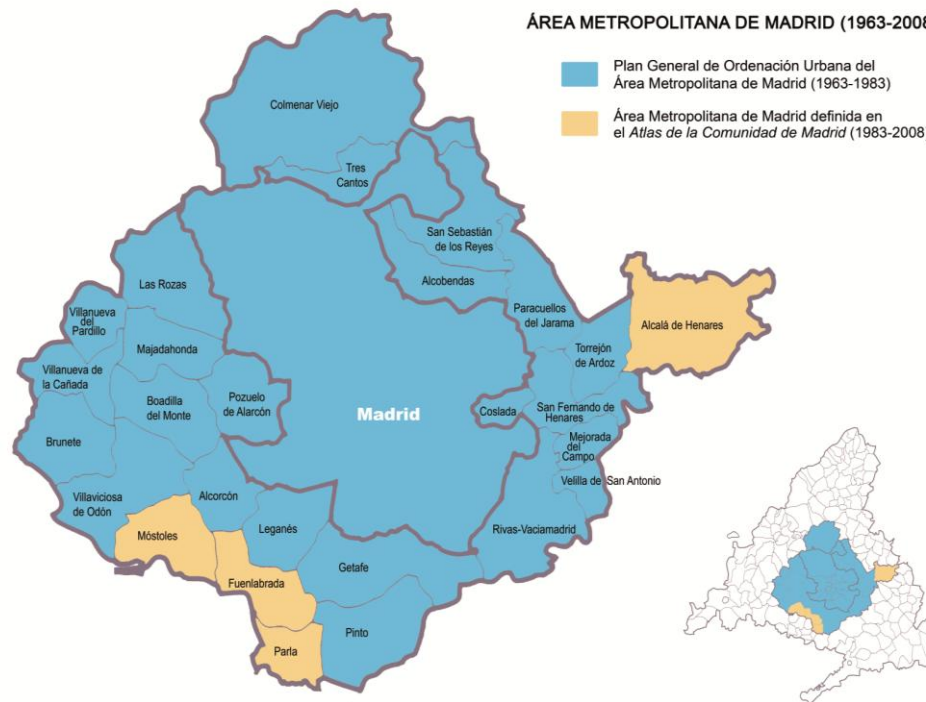 ÁREA METROPOLITANA DE MADRID (1963-2008
Plan General de Ordenación Urbana del
Área Metropolitana de Madrid (1963-1983)
Área Metropolitana de Madrid definida en
el Atlas de la Comunidad de Madrid (1983-2008)
Colmenar Viejo
Tres
Cantos
San Sebastián
de los Reyes
Alcobendas
Las Rozas
Paracuellos
del Jarama
Alcalá de Henares
Villanueva
del
Pardillo
Majadahonda
Torrejón
de Ardoz
Villanueva de
la Cañada
Boadilla
del Monte
Pozuelo
de Alarcón
Madrid
Coslada
San Fernando de
Henares
Brunete
Mejorada
del
Campo
Velilla de San Antonio
Villaviciosa
de Odón
Alcorcón
Leganés
Rivas-Vaciamadrid
Móstoles
Getafe
Fuenlabrada
Pinto
Parla